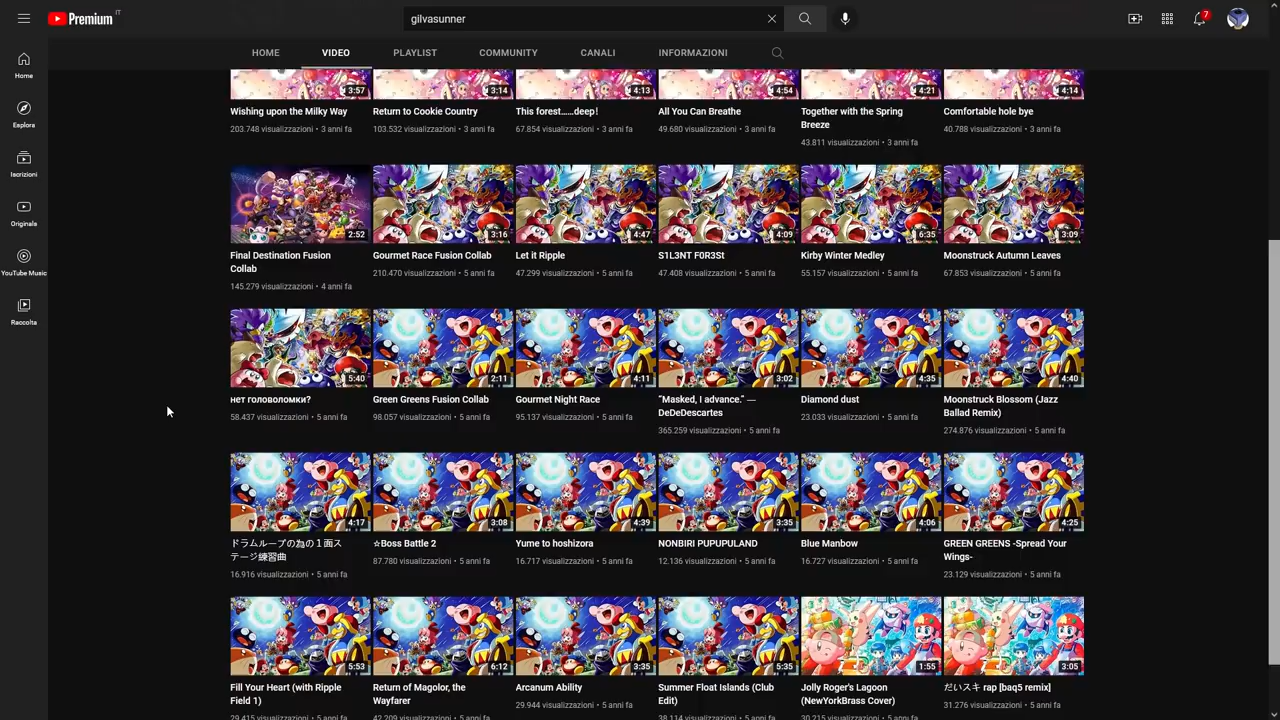 Premium IT
gilvasunner
7
HOME VIDEO PLAYLIST COMMUNITY CANALI INFORMAZIONI
Home
Esplora
Iscrizioni
Originals
YouTube Music
Raccolta
3:57 3:14 4:13 4:54 4:21 4:14
Wishing upon the Milky Way
203.748 visualizzazioni • 3 anni fa
Return to Cookie Country
103.532 visualizzazioni • 3 anni fa
This forest……deep!
67.854 visualizzazioni • 3 anni fa
All You Can Breathe
49.680 visualizzazioni • 3 anni fa
Together with the Spring
Breeze
43.811 visualizzazioni • 3 anni fa
Comfortable hole bye
40.788 visualizzazioni • 3 anni fa
2:52 3:16 4:47 4:09 6:35 3:09
Final Destination Fusion
Collab
145.279 visualizzazioni • 4 anni fa
Gourmet Race Fusion Collab
210.470 visualizzazioni • 5 anni fa
Let it Ripple
47.299 visualizzazioni • 5 anni fa
S1L3NT F0R3St
47.408 visualizzazioni • 5 anni fa
Kirby Winter Medley
55.157 visualizzazioni • 5 anni fa
Moonstruck Autumn Leaves
67.853 visualizzazioni • 5 anni fa
5:40 2:11 4:11 3:02 4:35 4:40
нет головоломки?
58.437 visualizzazioni • 5 anni fa
Green Greens Fusion Collab
98.057 visualizzazioni • 5 anni fa
Gourmet Night Race
95.137 visualizzazioni • 5 anni fa
“Masked, I advance.” —
DeDeDescartes
365.259 visualizzazioni • 5 anni fa
Diamond dust
23.033 visualizzazioni • 5 anni fa
Moonstruck Blossom (Jazz
Ballad Remix)
274.876 visualizzazioni • 5 anni fa
4:17 3:08 4:39 3:35 4:06 4:25
ドラムループの為の１面ス
テージ練習曲
16.916 visualizzazioni • 5 anni fa
☆Boss Battle 2
87.780 visualizzazioni • 5 anni fa
Yume to hoshizora
16.717 visualizzazioni • 5 anni fa
NONBIRI PUPUPULAND
12.136 visualizzazioni • 5 anni fa
Blue Manbow
16.727 visualizzazioni • 5 anni fa
GREEN GREENS -Spread Your
Wings-
23.129 visualizzazioni • 5 anni fa
5:53 6:12 3:35 5:35 1:55 3:05
Fill Your Heart (with Ripple
Field 1)
29.415 visualizzazioni • 5 anni fa
Return of Magolor, the
Wayfarer
42.209 visualizzazioni • 5 anni fa
Arcanum Ability
29.944 visualizzazioni • 5 anni fa
Summer Float Islands (Club
Edit)
38.114 visualizzazioni • 5 anni fa
Jolly Roger's Lagoon
(NewYorkBrass Cover)
30.215 visualizzazioni • 5 anni fa
だいスキ rap [baq5 remix]
31.276 visualizzazioni • 5 anni fa